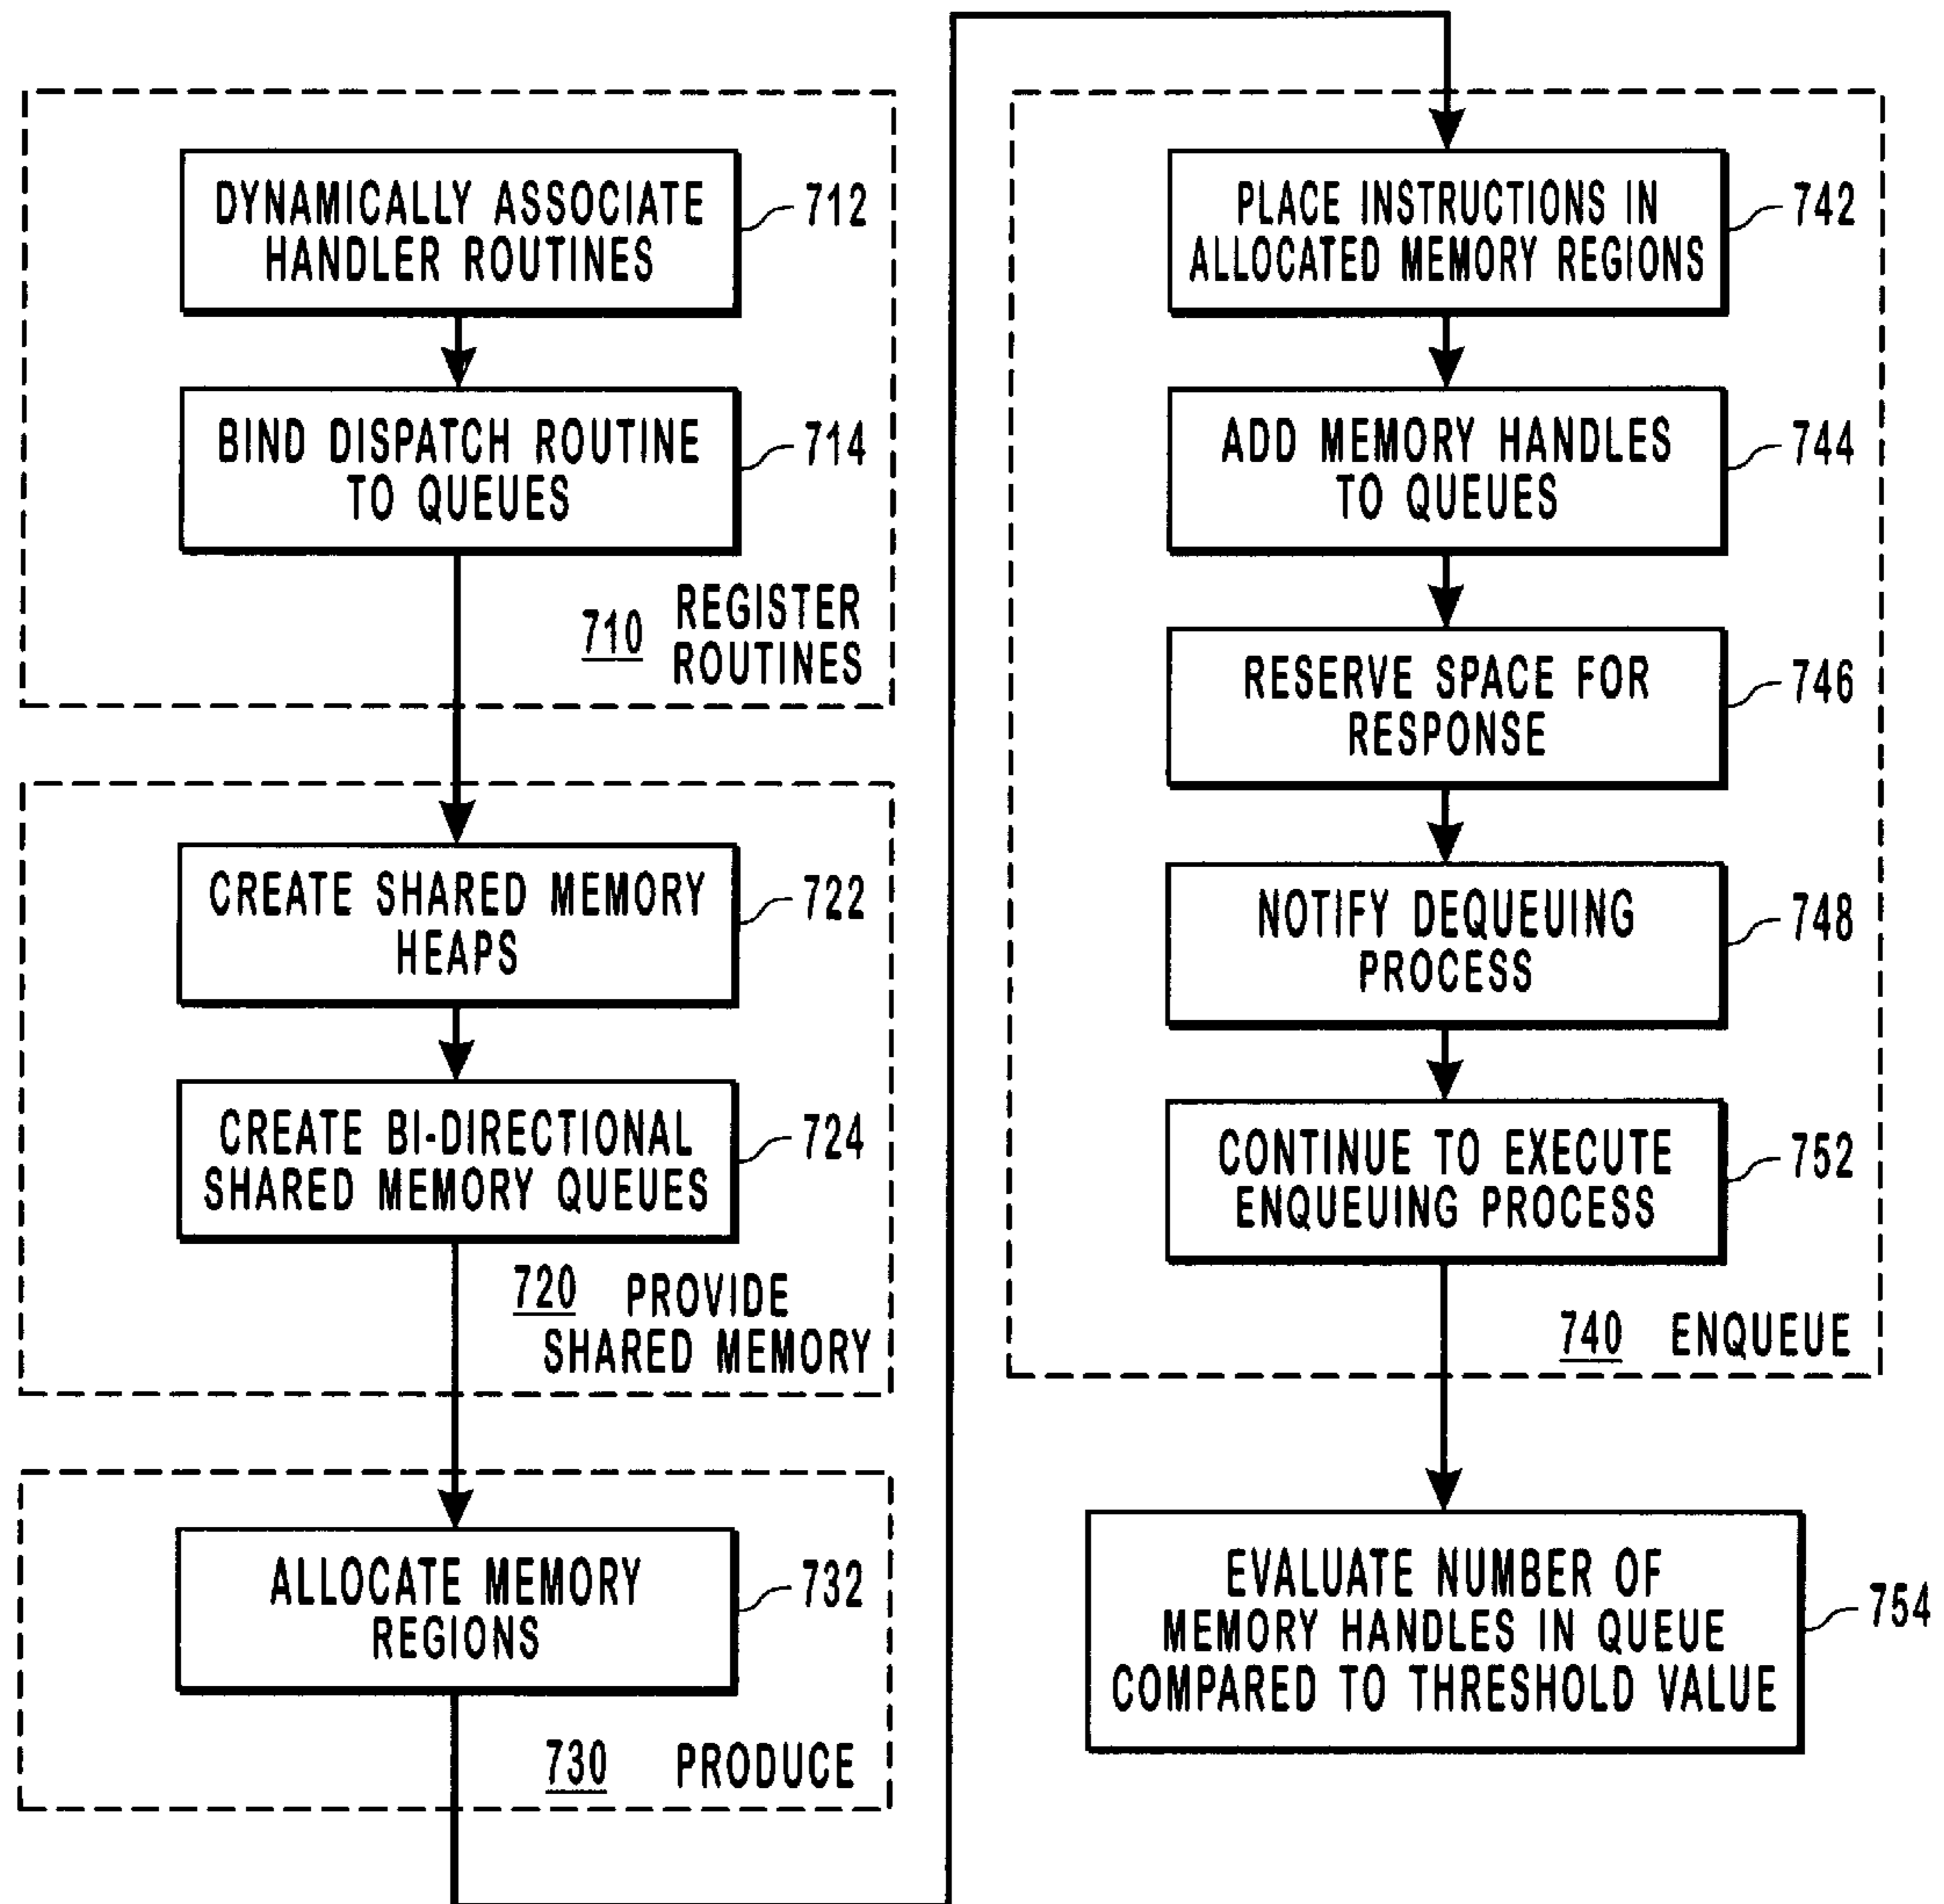 DYNAMICALLY ASSOCIATE
HANDLER ROUTINES
712
BIND DISPATCH ROUTINE
TO QUEUES
714
710 REGISTER
ROUTINES
CREATE SHARED MEMORY
HEAPS
722
CREATE BI-DIRECTIONAL
SHARED MEMORY QUEUES
724
720 PROVIDE
SHARED MEMORY
ALLOCATE MEMORY
REGIONS
732
730 PRODUCE
PLACE INSTRUCTIONS IN
ALLOCATED MEMORY REGIONS
742
ADD MEMORY HANDLES
TO QUEUES
744
RESERVE SPACE FOR
RESPONSE
746
NOTIFY DEQUEUING
PROCESS
748
CONTINUE TO EXECUTE
ENQUEUING PROCESS
752
740 ENQUEUE
EVALUATE NUMBER OF
MEMORY HANDLES IN QUEUE
COMPARED TO THRESHOLD VALUE
754